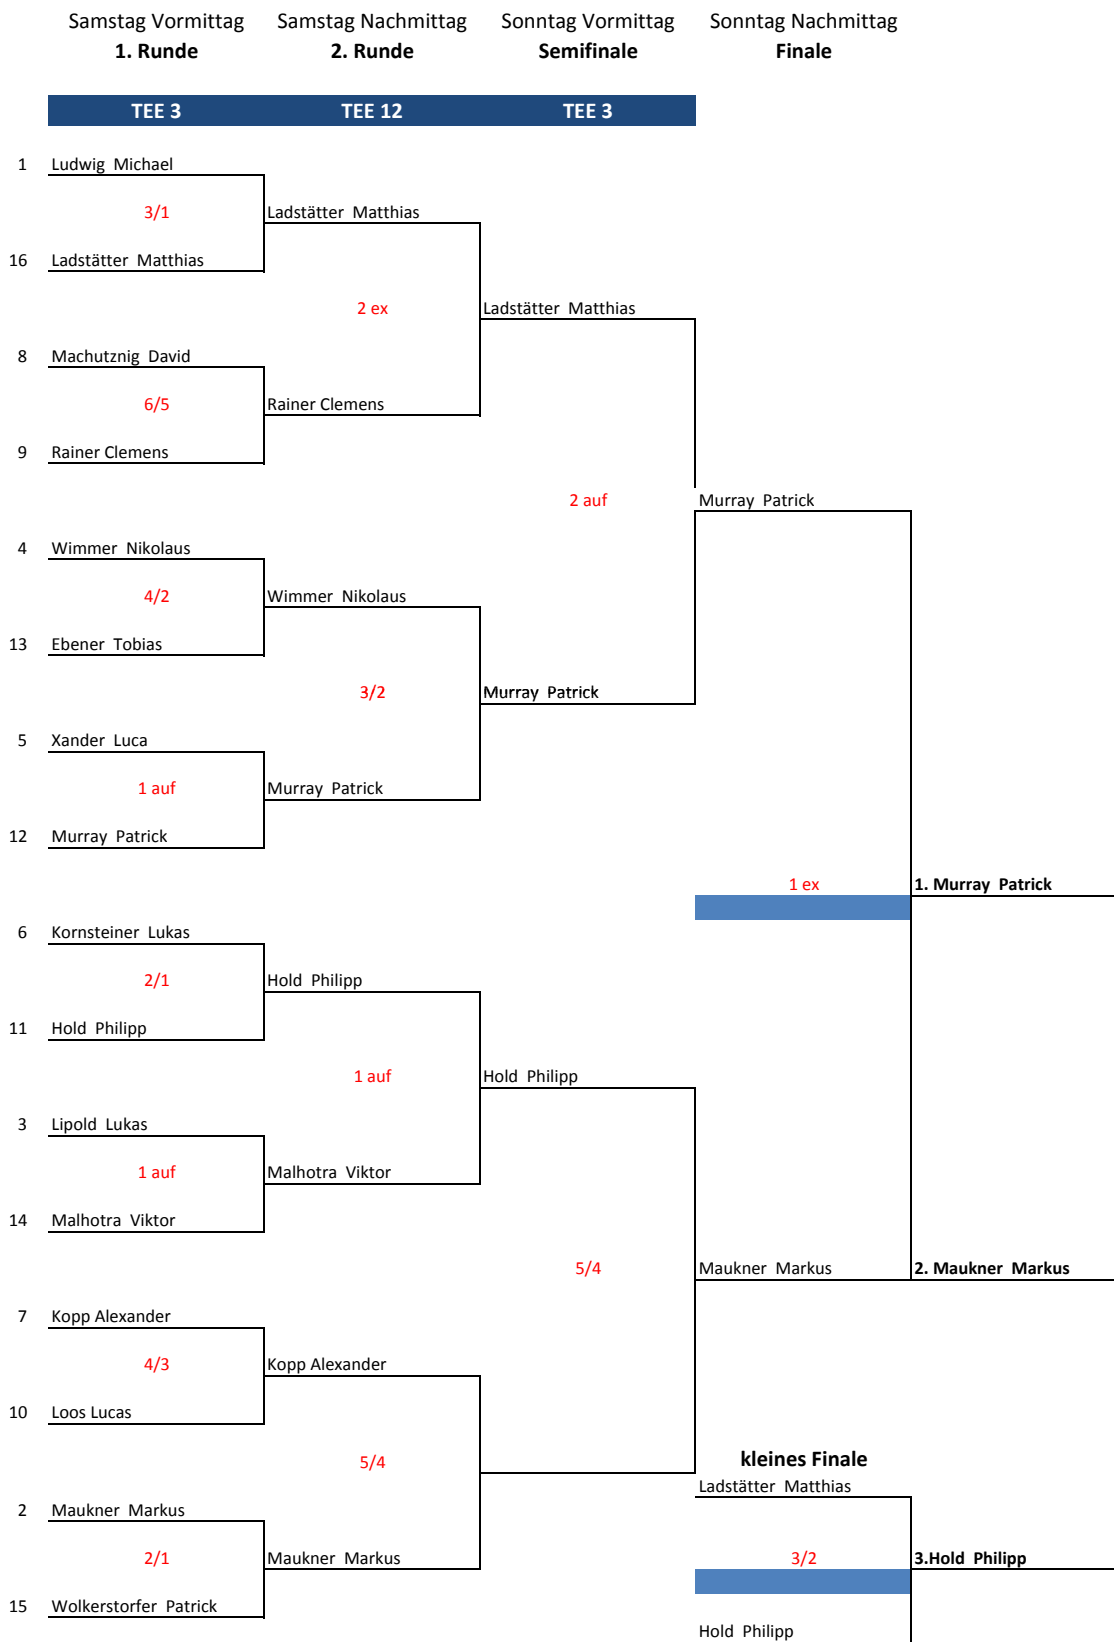 Samstag Vormittag Samstag Nachmittag Sonntag Vormittag Sonntag Nachmittag
1. Runde 2. Runde Semifinale Finale
TEE 3 TEE 12 TEE 3
1 Ludwig Michael
3/1 Ladstätter Matthias
16 Ladstätter Matthias
2 ex Ladstätter Matthias
8 Machutznig David
6/5 Rainer Clemens
9 Rainer Clemens
2 auf Murray Patrick
4 Wimmer Nikolaus
4/2 Wimmer Nikolaus
13 Ebener Tobias
3/2 Murray Patrick
5 Xander Luca
1 auf Murray Patrick
12 Murray Patrick
1 ex 1. Murray Patrick
6 Kornsteiner Lukas
2/1 Hold Philipp
11 Hold Philipp
1 auf Hold Philipp
3 Lipold Lukas
1 auf Malhotra Viktor
14 Malhotra Viktor
5/4 Maukner Markus 2. Maukner Markus
7 Kopp Alexander
4/3 Kopp Alexander
10 Loos Lucas
5/4 kleines Finale
Ladstätter Matthias
2 Maukner Markus
2/1 Maukner Markus 3/2 3.Hold Philipp
15 Wolkerstorfer Patrick
Hold Philipp